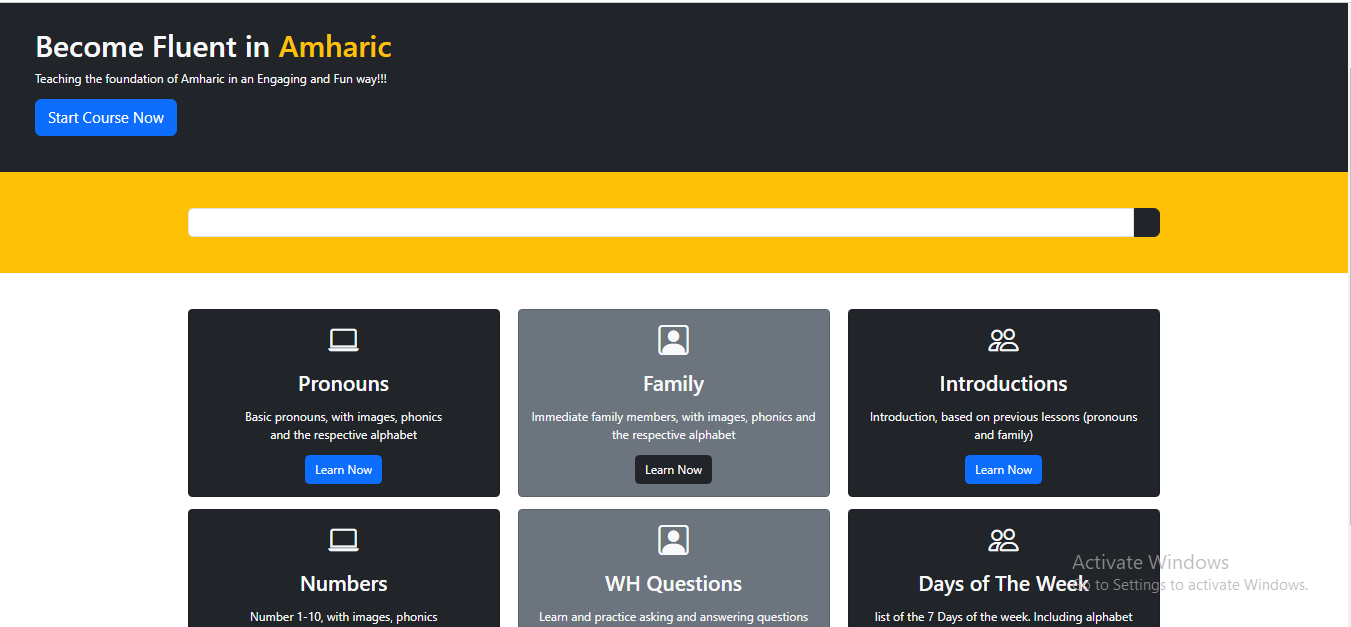 Become Fluent in Amharic
Teaching the foundation of Amharic in an Engaging and Fun way!!!
Start Course Now
Pronouns
Basic pronouns, with images, phonics
and the respective alphabet
Learn Now
Family
Immediate family members, with images, phonics and
the respective alphabet
Learn Now
Introductions
Introduction, based on previous lessons (pronouns
and family)
Learn Now
Numbers
Number 1-10, with images, phonics
WH Questions
Learn and practice asking and answering questions
Days of The Week
list of the 7 Days of the week. Including alphabet
Activate Windows
Go to Settings to activate Windows.